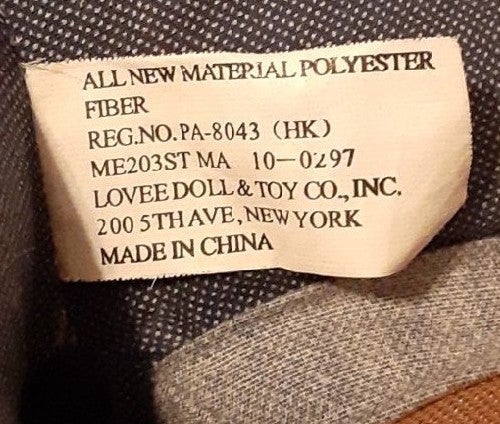 ALL NEW MATERIAL POLYESTER
FIBER
REG.NO.PA-8043 (HK)
ME203ST MA 10-0297
LOVEE DOLL & TOY CO., INC.
200 5TH AVE, NEW YORK
MADE IN CHINA